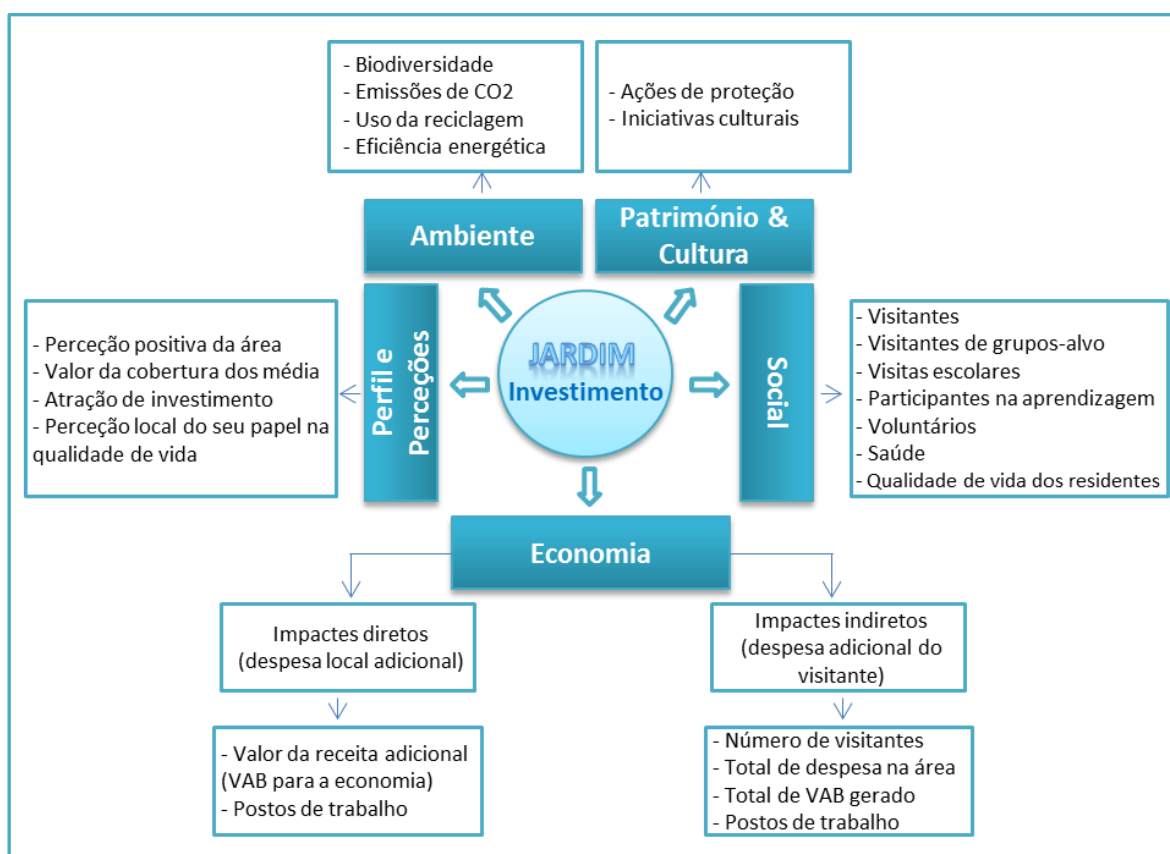 - Biodiversidade
- Emissões de CO2
- Uso da reciclagem
- Eficiência energética
- Ações de proteção
- Iniciativas culturais
Ambiente
Património &
Cultura
Perfil e
Perceções
JARDIM
Investimento
Social
- Perceção positiva da área
- Valor da cobertura dos média
- Atração de investimento
- Perceção local do seu papel na
qualidade de vida
- Visitantes
- Visitantes de grupos-alvo
- Visitas escolares
- Participantes na aprendizagem
- Voluntários
- Saúde
- Qualidade de vida dos residentes
Economia
Impactes diretos
(despesa local adicional)
Impactes indiretos
(despesa adicional do
visitante)
- Valor da receita adicional
(VAB para a economia)
- Postos de trabalho
- Número de visitantes
- Total de despesa na área
- Total de VAB gerado
- Postos de trabalho